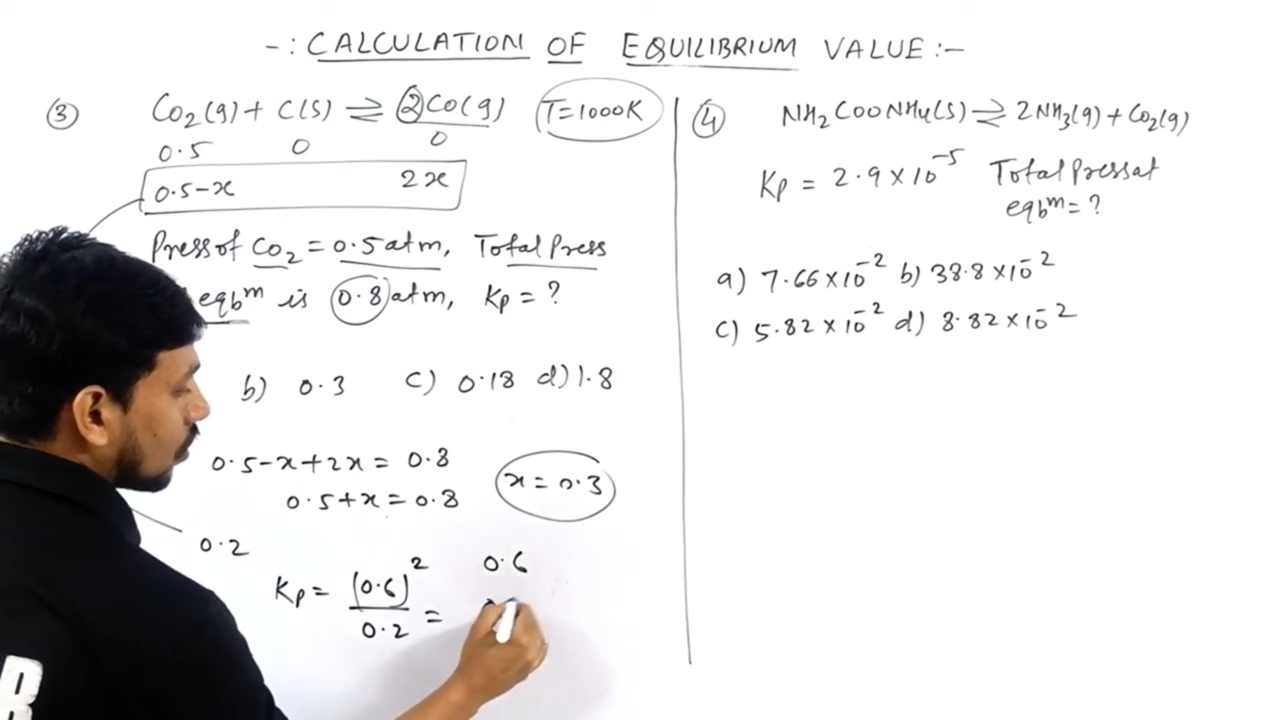 -: CALCULATION OF EQUILIBRIUM VALUE :-
③ CO₂(g) + C(S) ⇌ 2CO(g) T=1000K
0.5 0 0
0.5-x 2x
Press of CO₂ = 0.5 atm, Total Press
eqbᵐ is 0.8 atm, Kp = ?
b) 0.3 c) 0.18 d) 1.8
0.5-x+2x = 0.8
0.5+x = 0.8 x = 0.3
0.2
Kp = (0.6)² / 0.2 = 0.6
④ NH₂COONH₄(S) ⇌ 2NH₃(g) + CO₂(g)
Kp = 2.9×10⁻⁵ Total Press at
eqbᵐ = ?
a) 7.66×10⁻² b) 38.8×10⁻²
c) 5.82×10⁻² d) 8.82×10⁻²